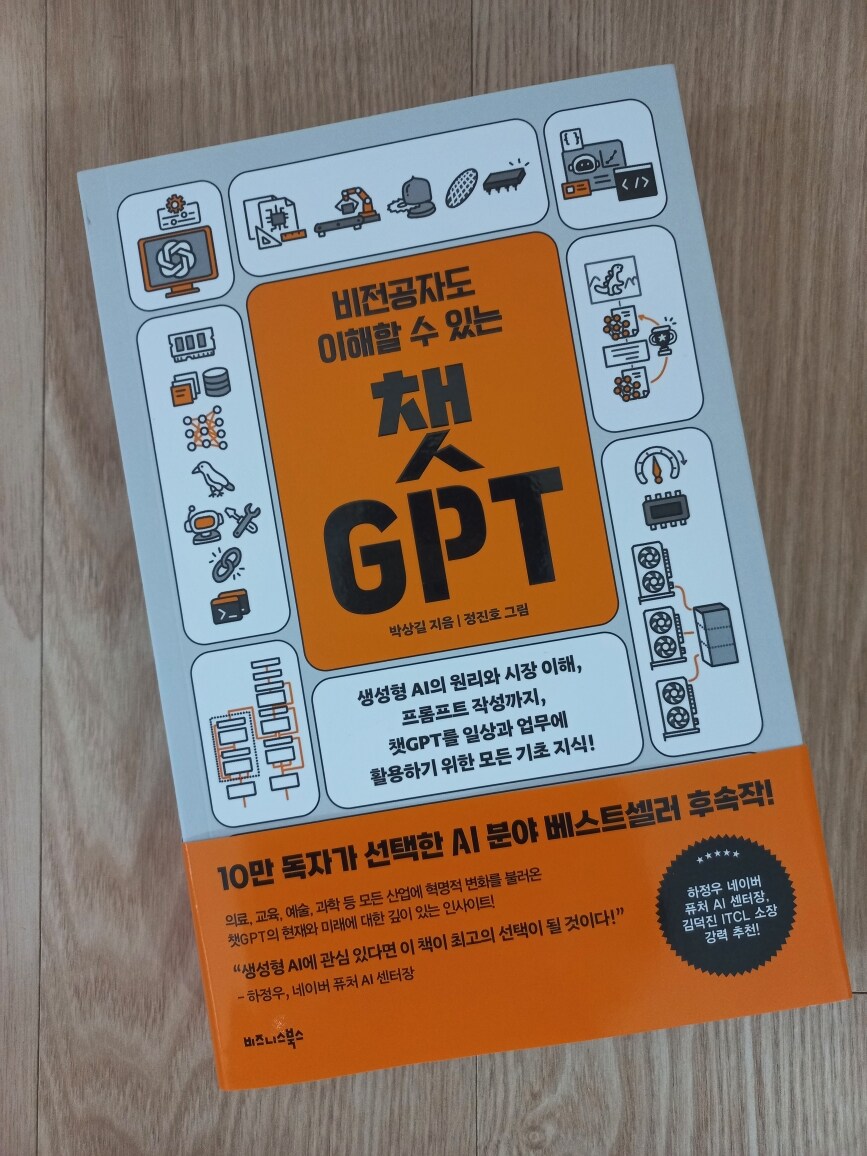 비전공자도
이해할 수 있는
챗
GPT
박상길 지음 | 정진호 그림
생성형 AI의 원리와 시장 이해,
프롬프트 작성까지,
챗GPT를 일상과 업무에
활용하기 위한 모든 기초 지식!
10만 독자가 선택한 AI 분야 베스트셀러 후속작!
의료, 교육, 예술, 과학 등 모든 산업에 혁명적 변화를 불러온
챗GPT의 현재와 미래에 대한 깊이 있는 인사이트!
“생성형 AI에 관심 있다면 이 책이 최고의 선택이 될 것이다!”
- 하정우, 네이버 퓨처 AI 센터장
하정우 네이버
퓨처 AI 센터장,
김덕진 ITCL 소장
강력 추천!
비즈니스북스
{ }
</>
>_